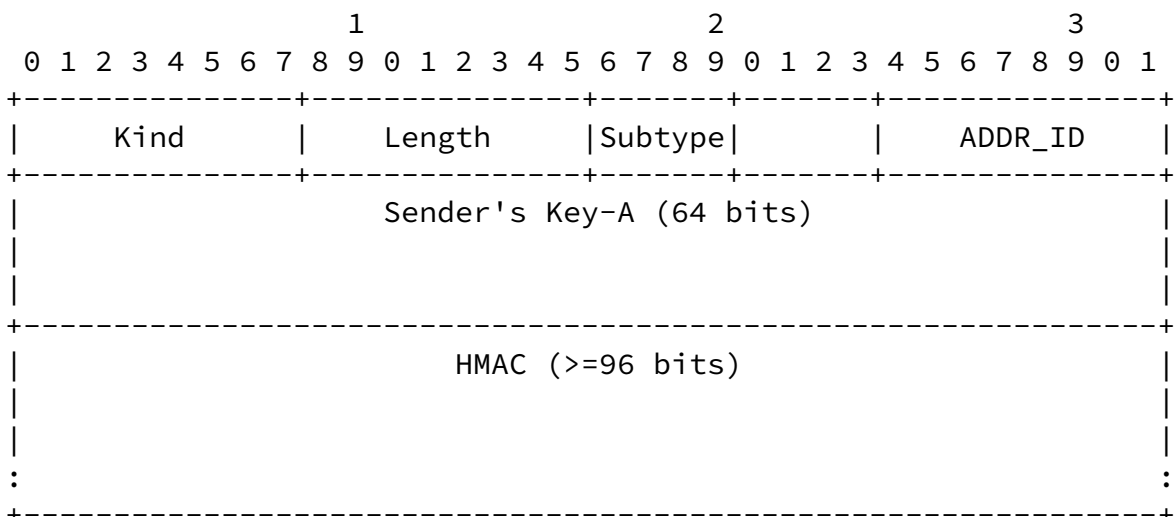 1 2 3
0 1 2 3 4 5 6 7 8 9 0 1 2 3 4 5 6 7 8 9 0 1 2 3 4 5 6 7 8 9 0 1
+---------------+---------------+-------+-------+---------------+
| Kind | Length |Subtype| | ADDR_ID |
+---------------+---------------+-------+-------+---------------+
| Sender's Key-A (64 bits) |
| |
| |
+---------------------------------------------------------------+
| HMAC (>=96 bits) |
| |
| |
: :
+---------------------------------------------------------------+